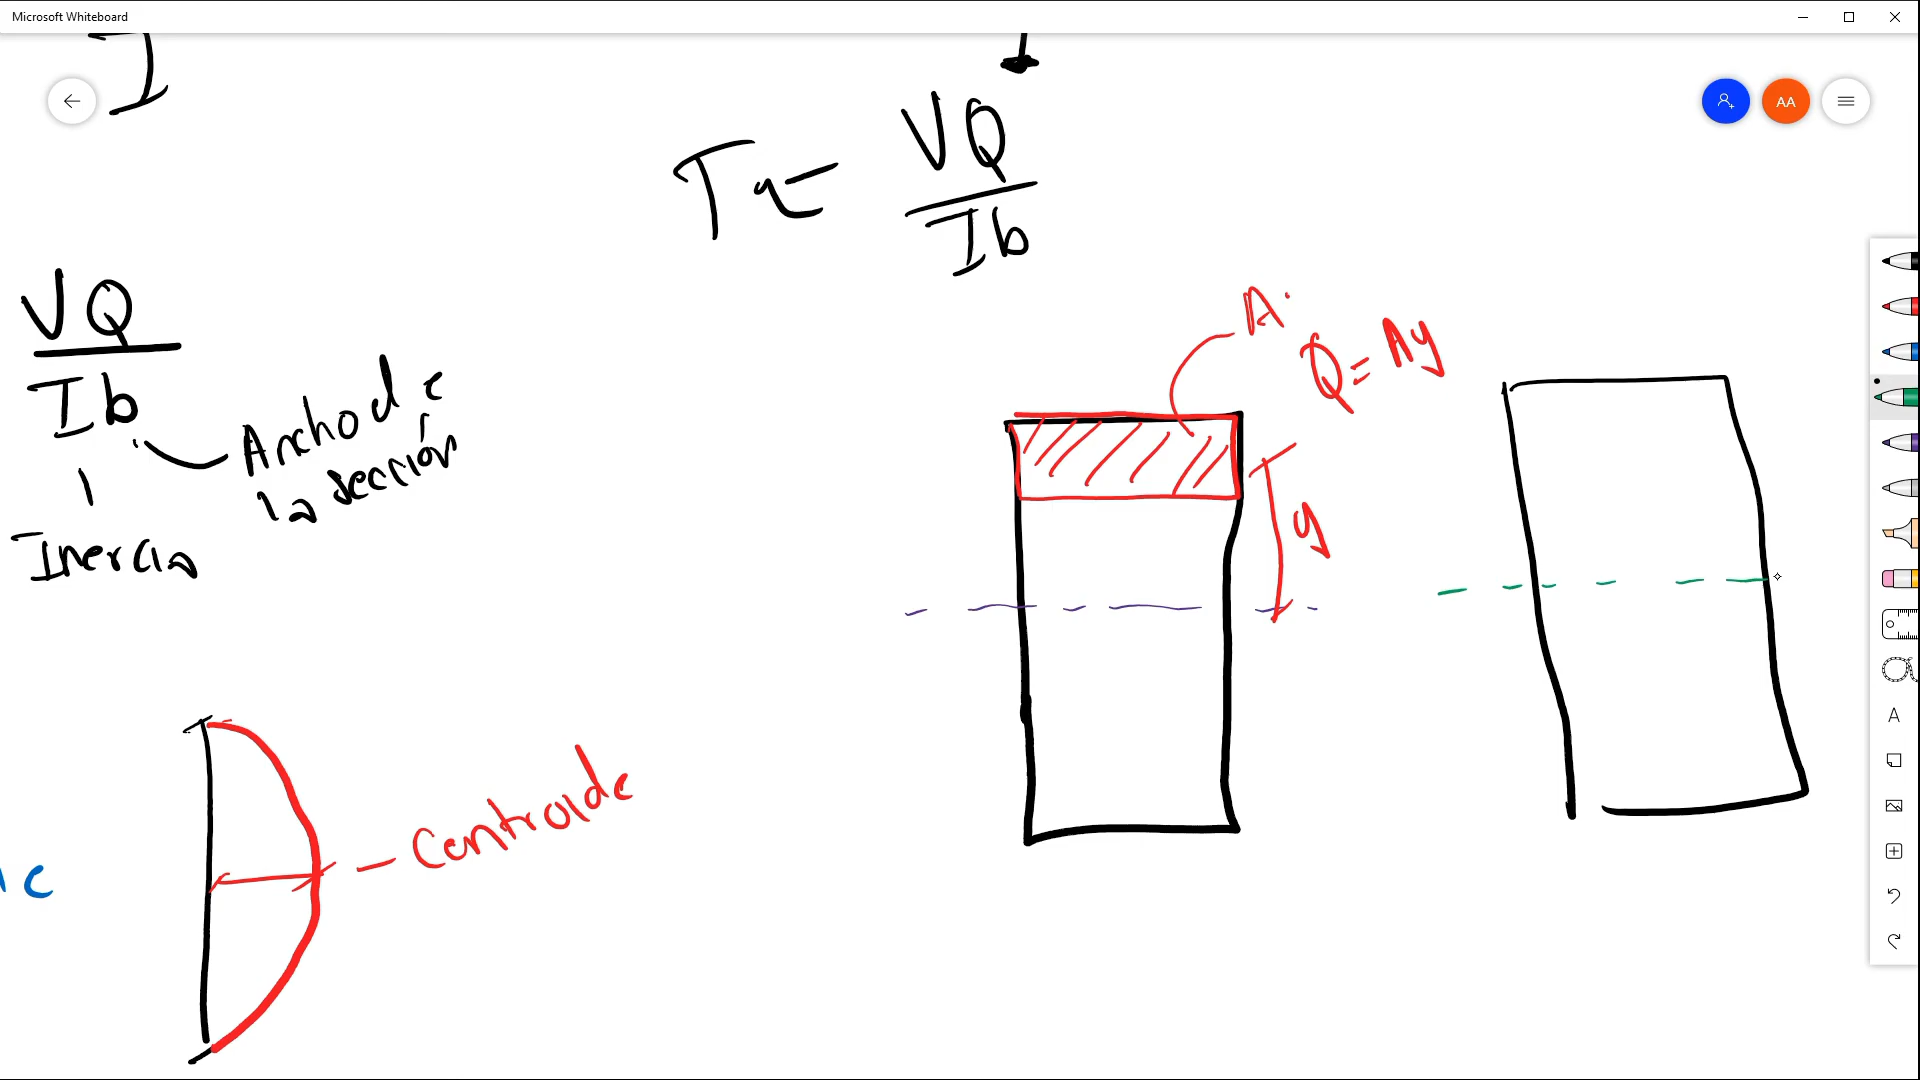 Microsoft Whiteboard
AA
VQ
Ib
VQ
Ib
Ancho de
la sección
Inercia
A
Q = Ay
y
Centroide
A